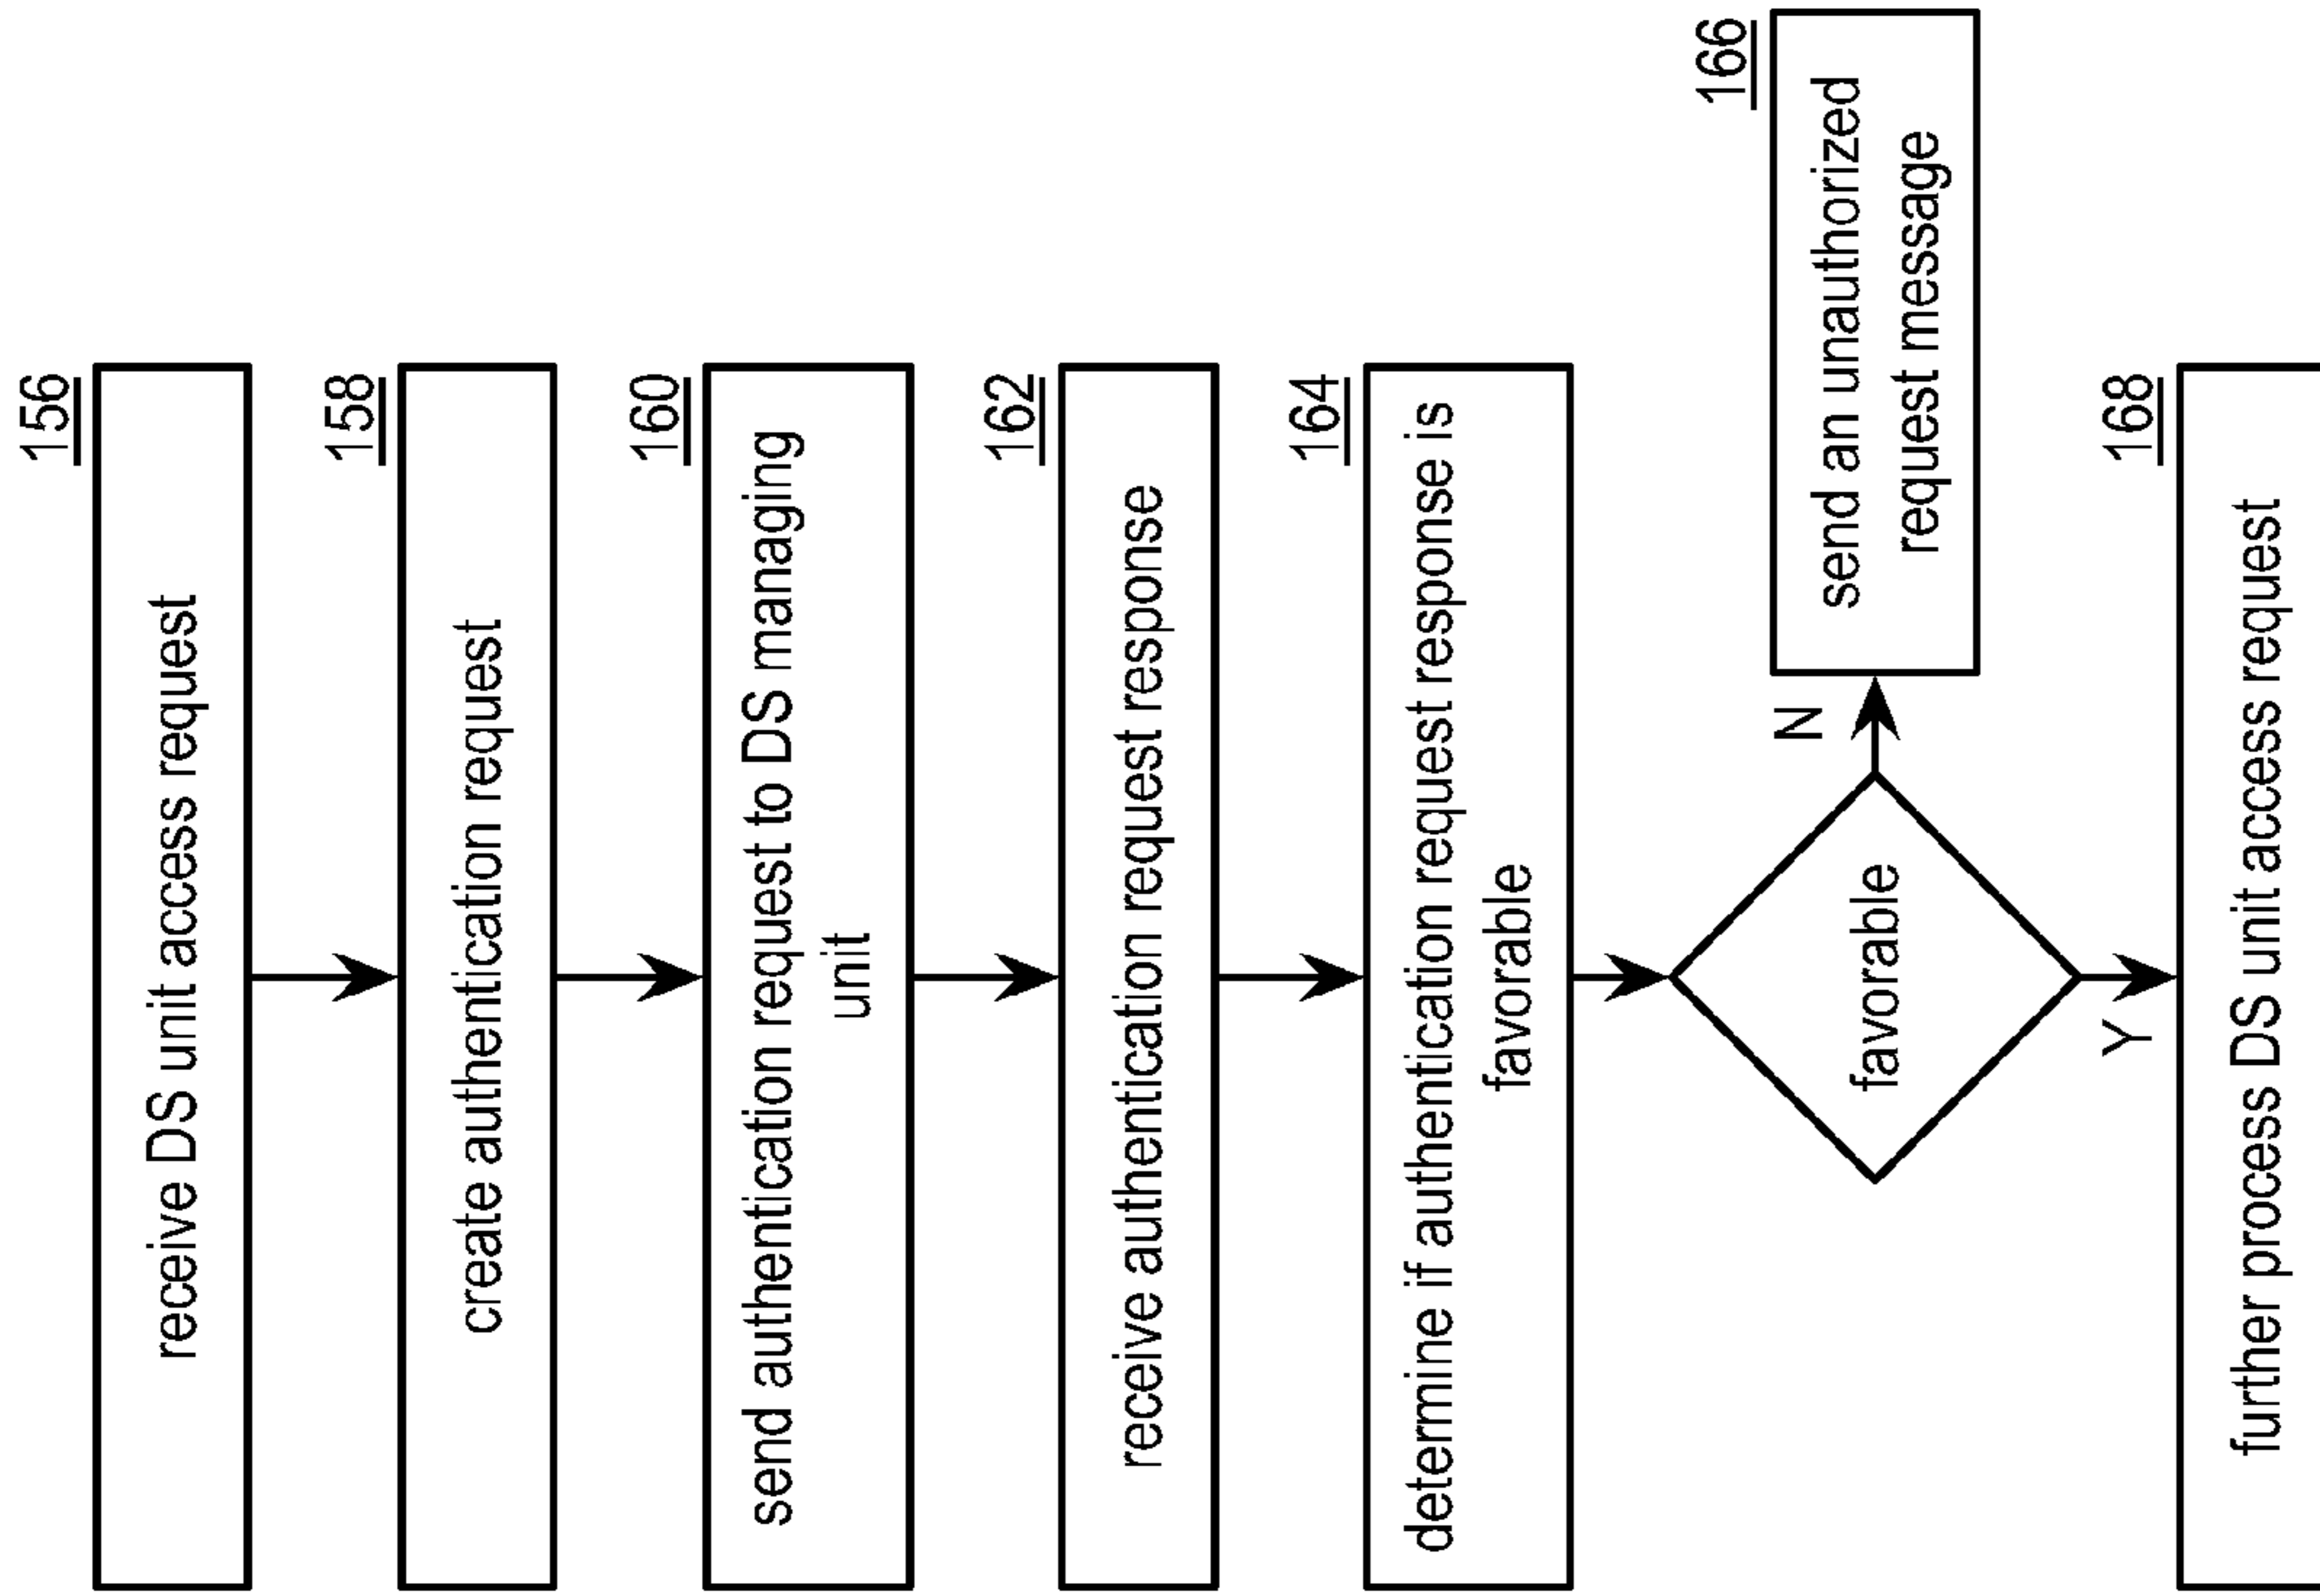 156
receive DS unit access request
158
create authentication request
160
send authentication request to DS managing
unit
162
receive authentication request response
164
determine if authentication request response is
favorable
favorable
N
166
send an unauthorized
request message
Y
168
further process DS unit access request